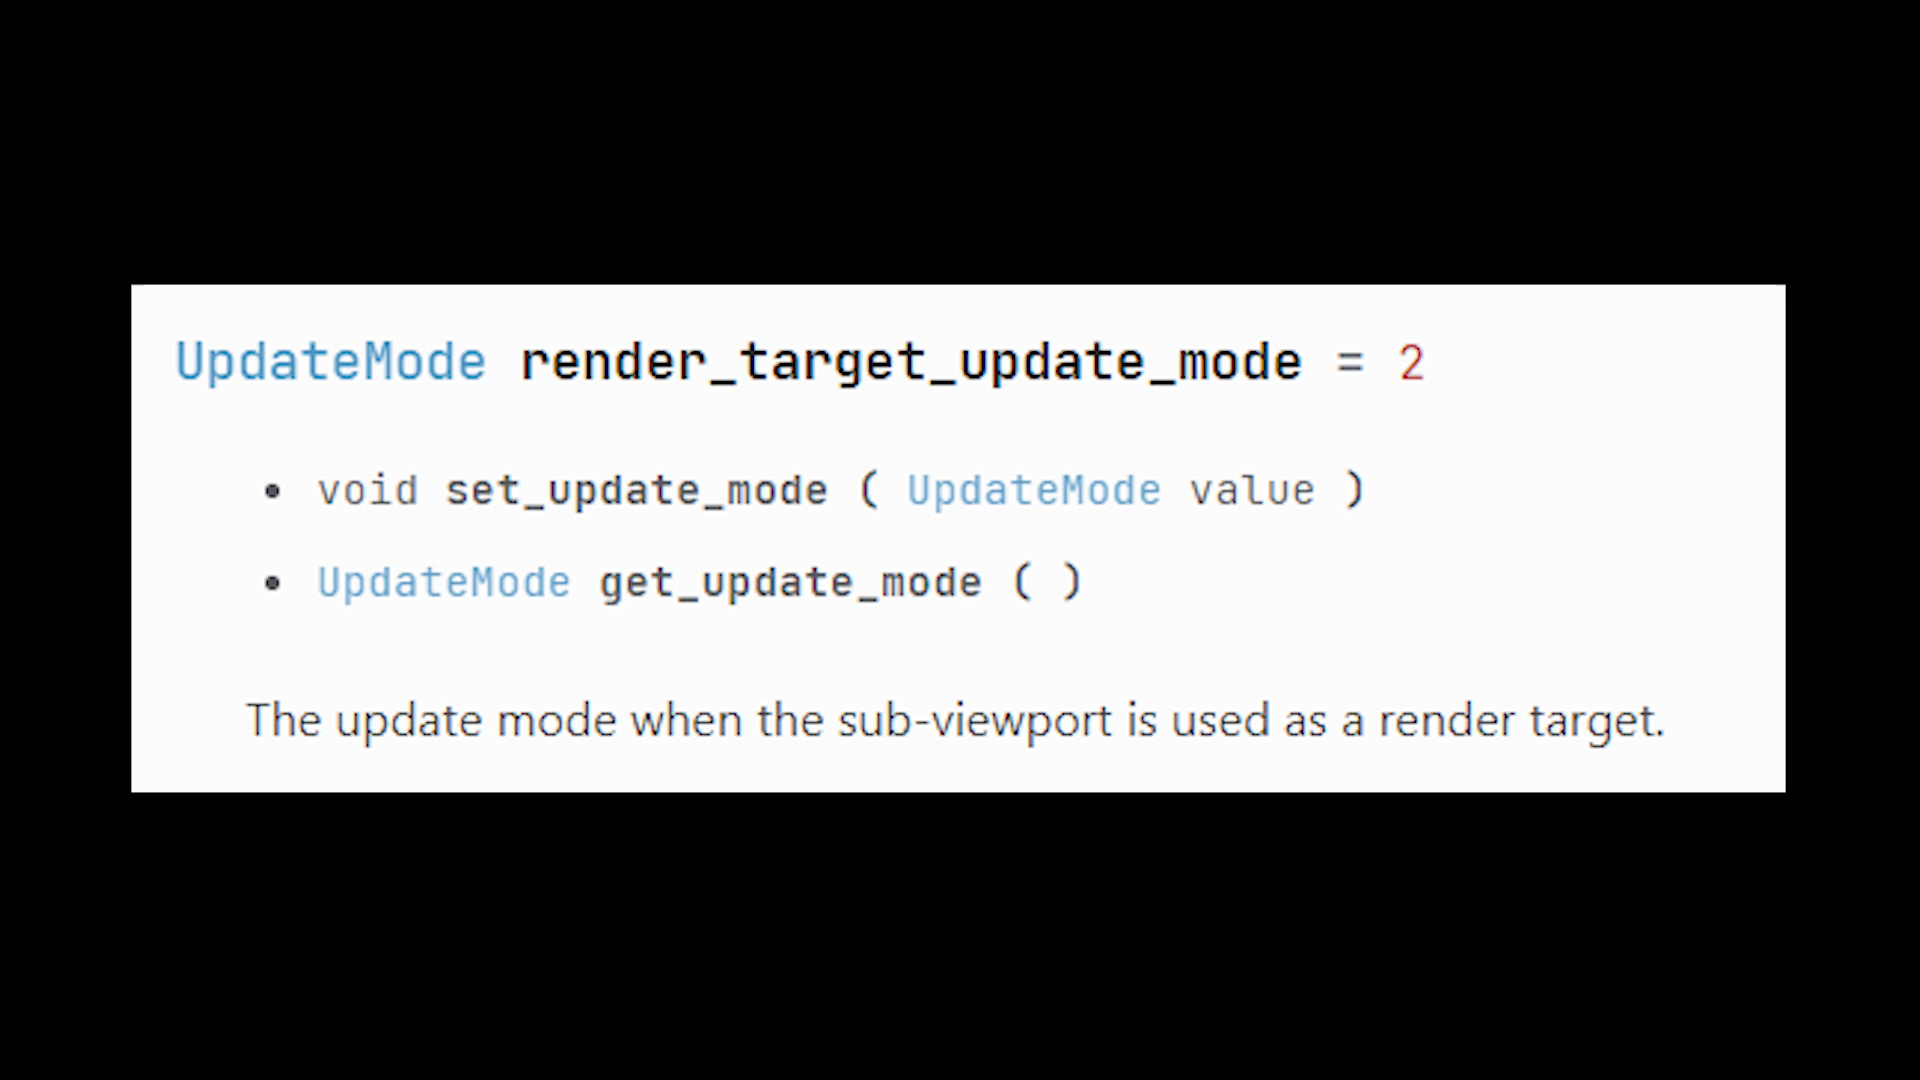 UpdateMode render_target_update_mode = 2
• void set_update_mode ( UpdateMode value )
• UpdateMode get_update_mode ( )
The update mode when the sub-viewport is used as a render target.